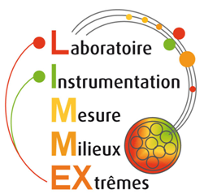 Laboratoire
Instrumentation
Mesure
Milieux
EXtrêmes